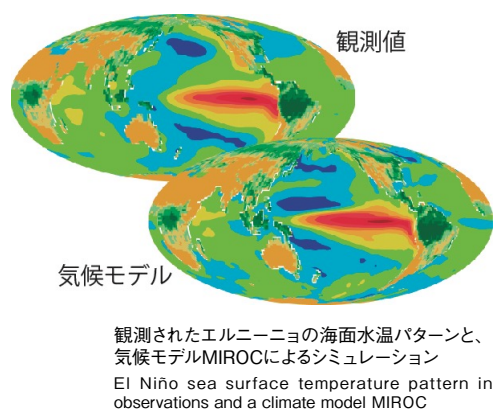 観測値
気候モデル
観測されたエルニーニョの海面水温パターンと、
気候モデルMIROCによるシミュレーション
El Niño sea surface temperature pattern in
observations and a climate model MIROC